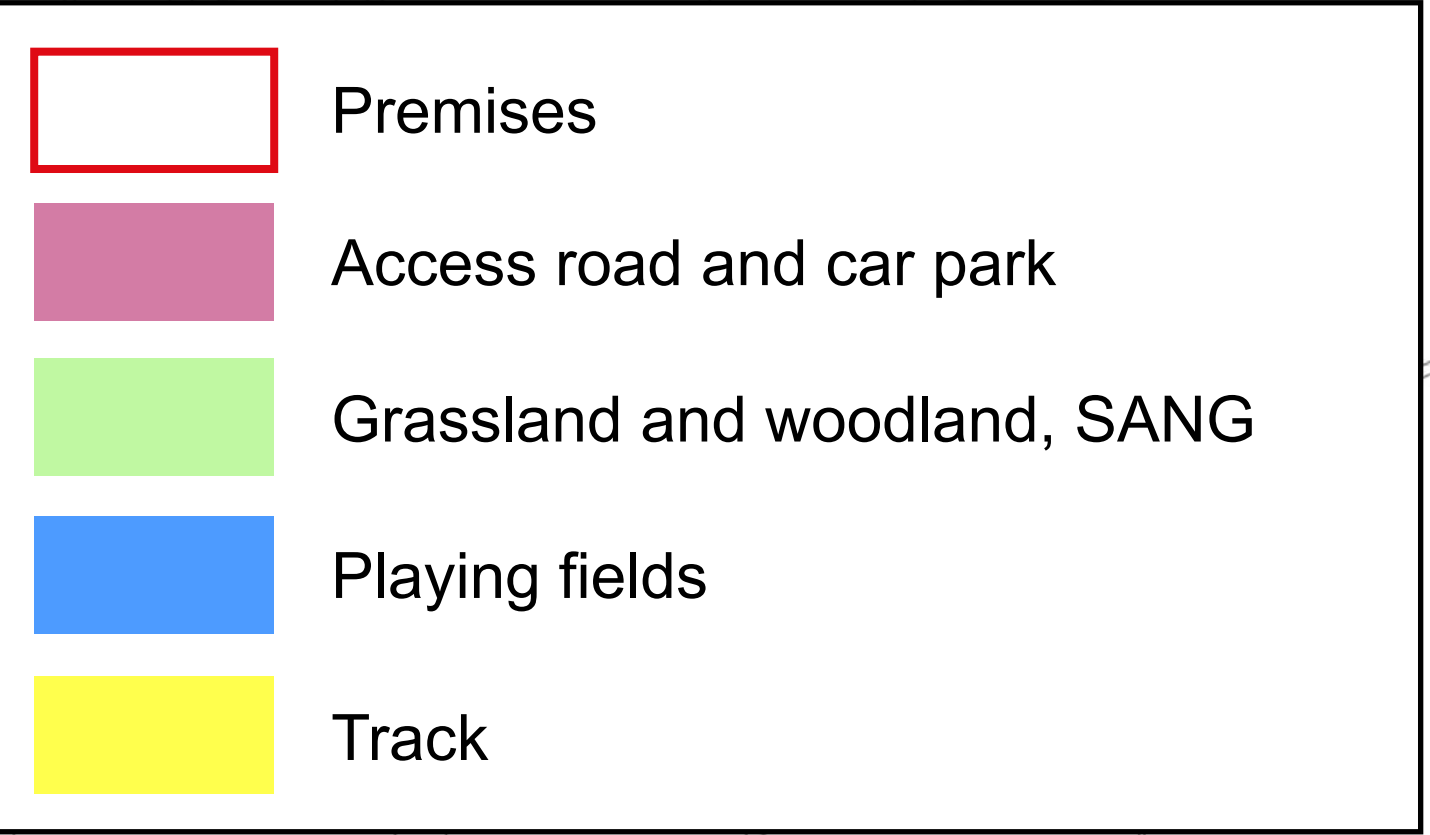 Premises
Access road and car park
Grassland and woodland, SANG
Playing fields
Track